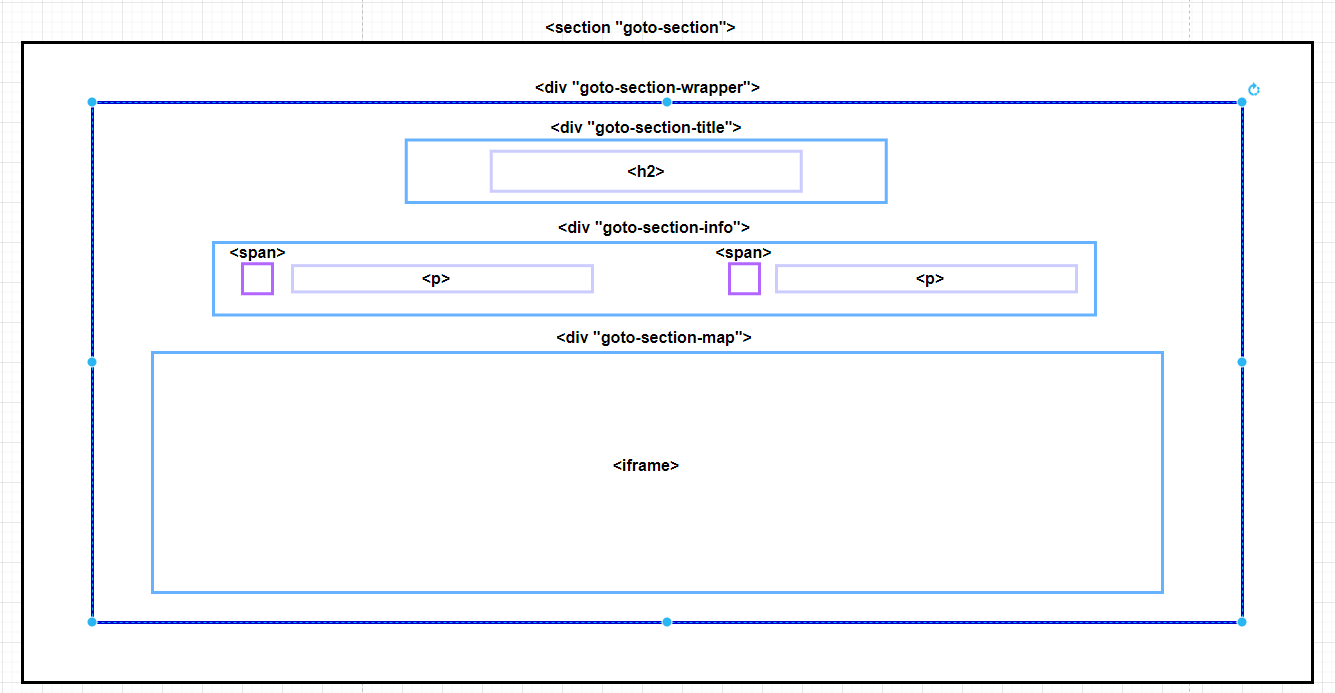 <section "goto-section">
<div "goto-section-wrapper">
<div "goto-section-title">
<h2>
<div "goto-section-info">
<span> <span>
<p> <p>
<div "goto-section-map">
<iframe>